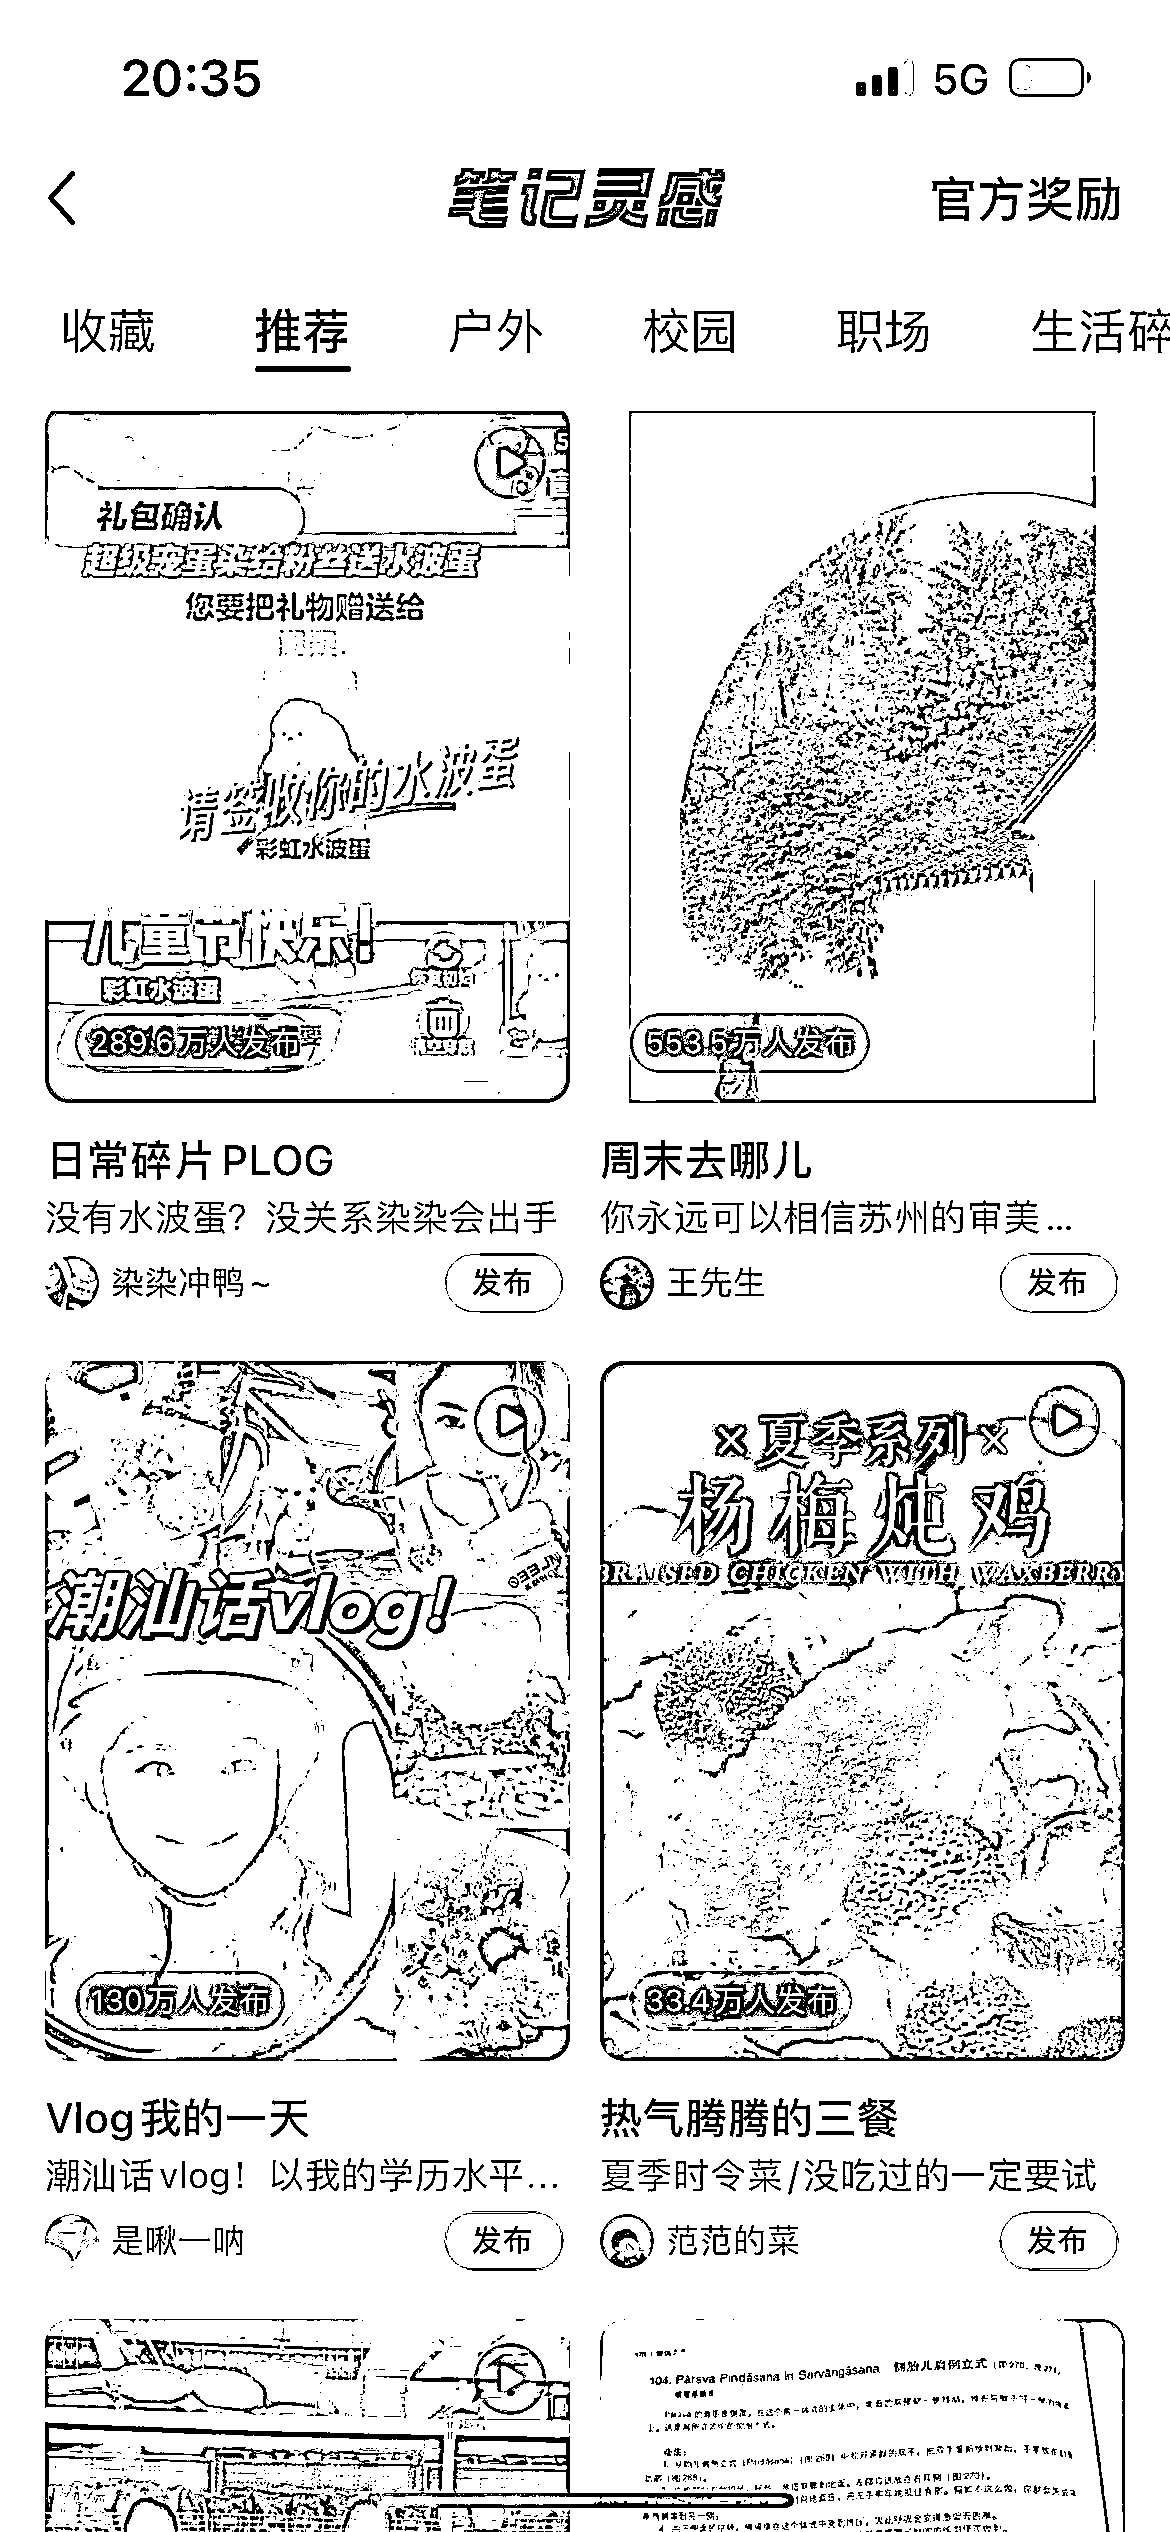 20:35
5G
笔记灵感
官方奖励
收藏
推荐
户外
校园
职场
生活碎
礼包确认
超级宠蛋染给粉丝送水波蛋
您要把礼物赠送给
请签收你的水波蛋
彩虹水波蛋
儿童节快乐!
彩虹水波蛋
289.6万人发布
553.5万人发布
日常碎片PLOG
没有水波蛋？没关系染染会出手
染染冲鸭~
发布
周末去哪儿
你永远可以相信苏州的审美...
王先生
发布
潮汕话vlog!
130万人发布
×夏季系列×
杨梅炖鸡
BRAISED CHICKEN WITH WAXBERRY
33.4万人发布
Vlog我的一天
潮汕话vlog！以我的学历水平...
是啾一呐
发布
热气腾腾的三餐
夏季时令菜/没吃过的一定要试
范范的菜
发布
104. Pārsva Pindāsana in Sarvāngāsana 侧胎儿肩倒立式